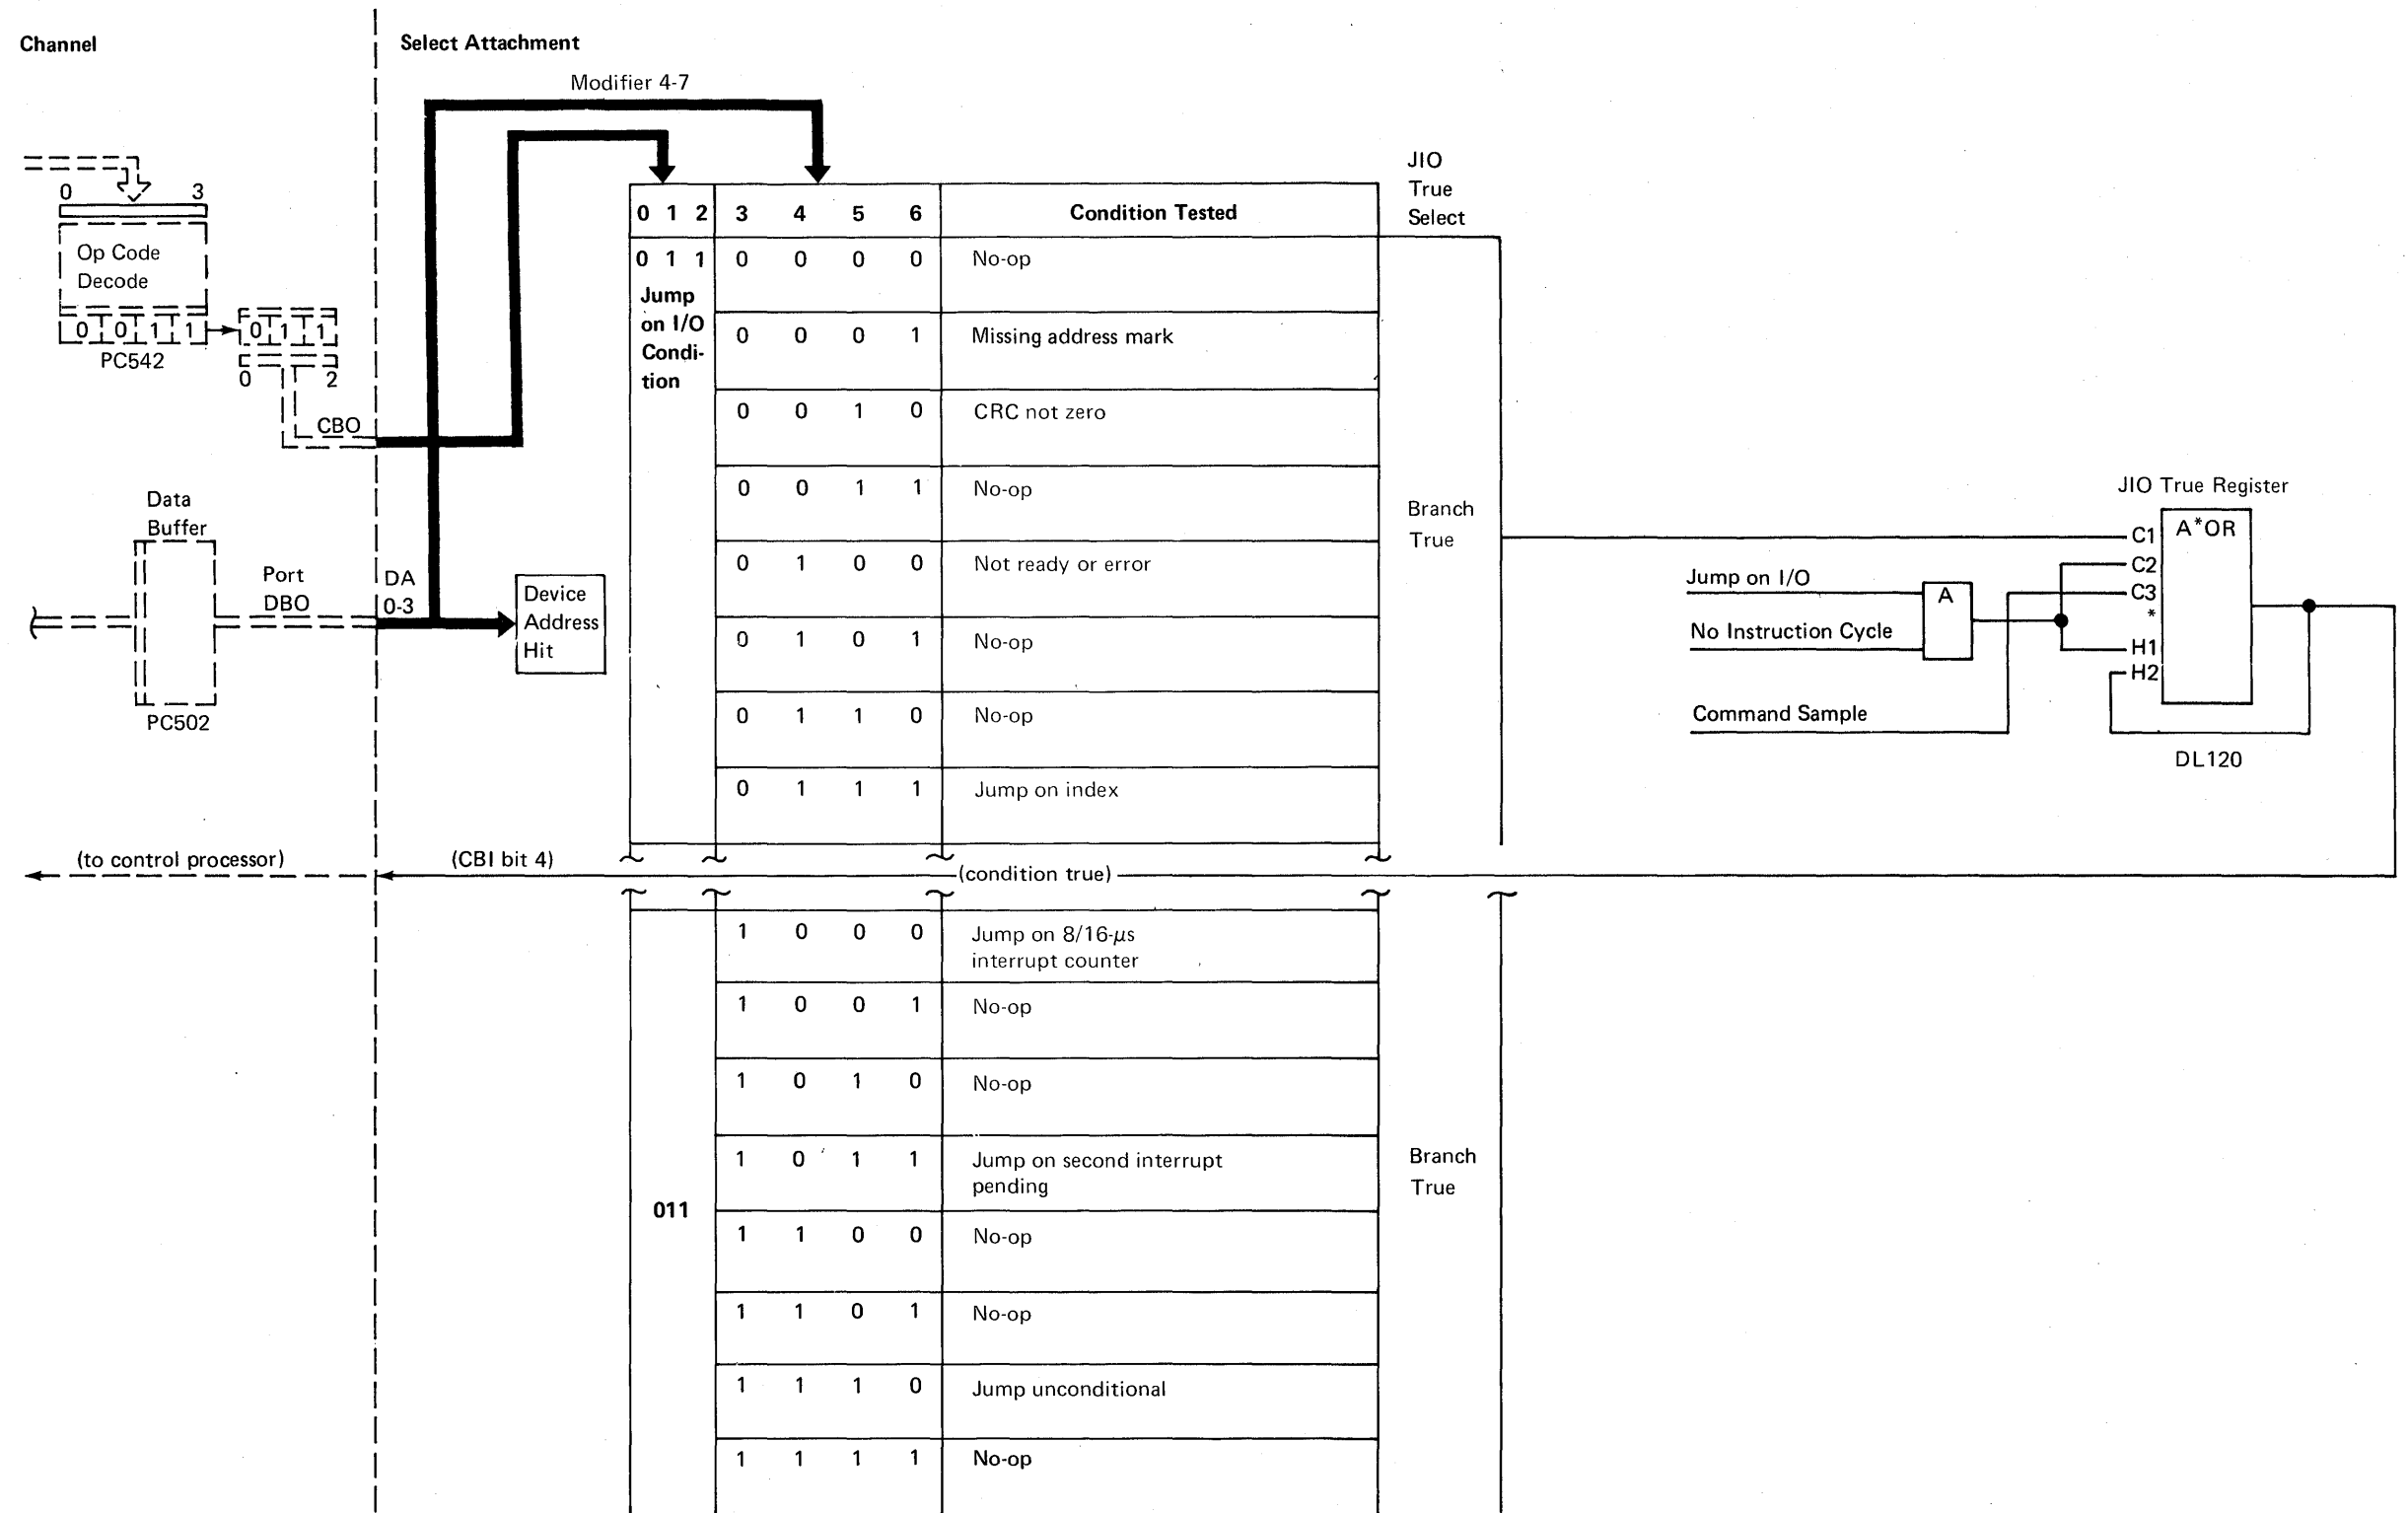 Channel
Select Attachment
Modifier 4-7
0 3
Op Code
Decode
0 0 1 1
PC542
0 1 1
0 2
CBO
Data
Buffer
Port
DBO
PC502
DA
0-3
Device
Address
Hit
JIO
True
Select
0 1 2 3 4 5 6 Condition Tested
0 1 1 0 0 0 0 No-op
Jump
on I/O
Condi-
tion
0 0 0 1 Missing address mark
0 0 1 0 CRC not zero
0 0 1 1 No-op
0 1 0 0 Not ready or error
0 1 0 1 No-op
0 1 1 0 No-op
0 1 1 1 Jump on index
Branch
True
JIO True Register
A*OR
C1
C2
C3
*
H1
H2
DL120
Jump on I/O
No Instruction Cycle
A
Command Sample
(to control processor)
(CBI bit 4)
(condition true)
011
1 0 0 0 Jump on 8/16-μs
interrupt counter
1 0 0 1 No-op
1 0 1 0 No-op
1 0 1 1 Jump on second interrupt
pending
1 1 0 0 No-op
1 1 0 1 No-op
1 1 1 0 Jump unconditional
1 1 1 1 No-op
Branch
True